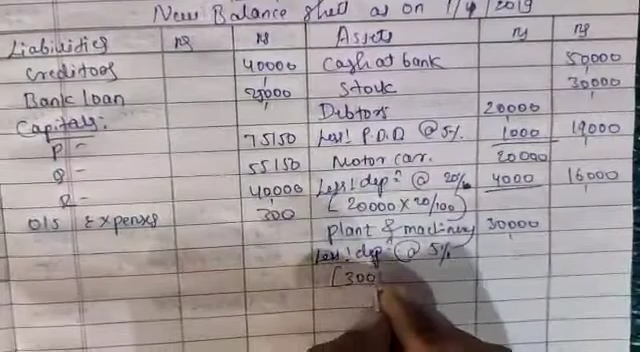 New Balance Sheet as on 1/4/2019
Liabilities ₨ ₨ Assets ₨ ₨
Creditors 40000 Cash at bank 50000
Bank loan 25000 Stock 30000
Capitals: Debtors 20000
P - 75150 Less: P.D.D @ 5% 1000 19000
Q - 55150 Motor car. 20000
R - 40000 Less: dep? @ 20% 4000 16000
O/S Expenses 300 (20000 x 20/100)
plant & machinery 30000
Less: dep? @ 5%
(300